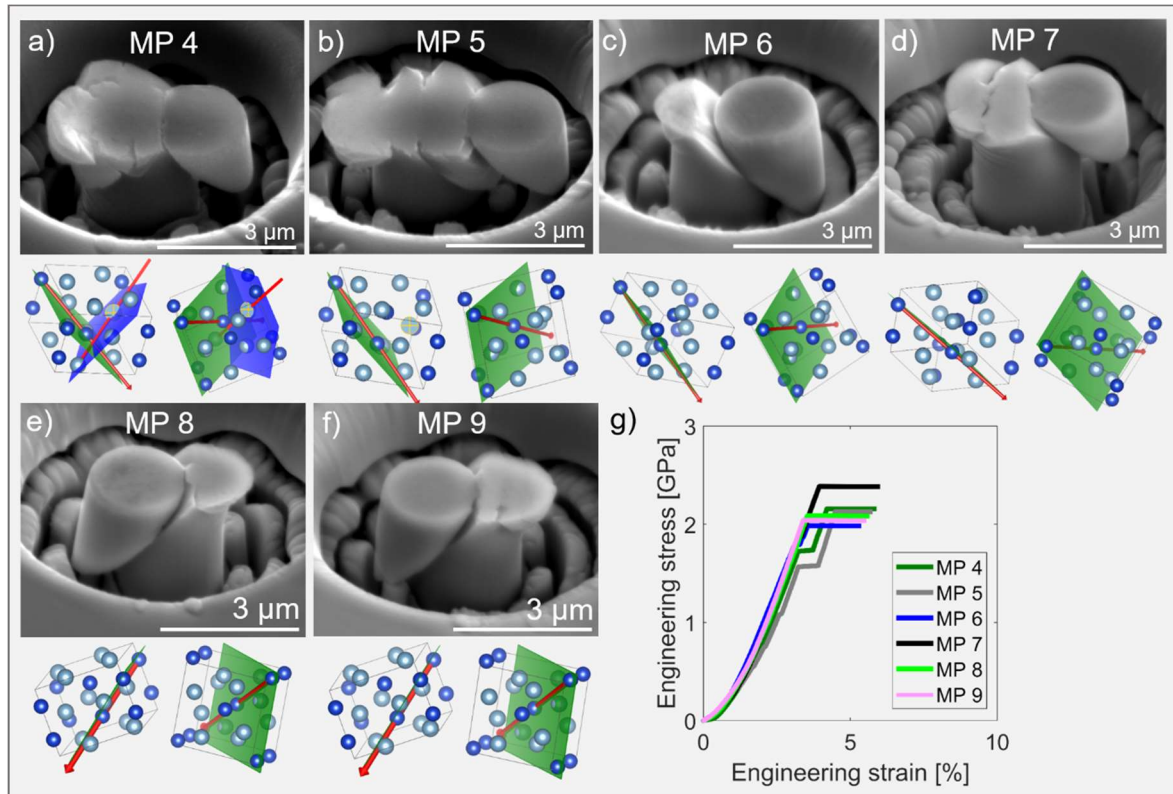 a) MP 4
b) MP 5
c) MP 6
d) MP 7
3 μm
3 μm
3 μm
3 μm
e) MP 8
f) MP 9
g)
3 μm
3 μm
Engineering stress [GPa]
3
2
1
0
MP 4
MP 5
MP 6
MP 7
MP 8
MP 9
0 5 10
Engineering strain [%]